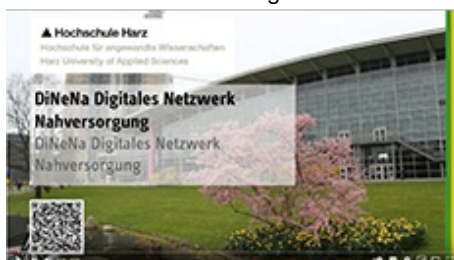 Hochschule Harz
Hochschule für angewandte Wissenschaften
Harz University of Applied Sciences
DiNeNa Digitales Netzwerk
Nahversorgung
DiNeNa Digitales Netzwerk
Nahversorgung